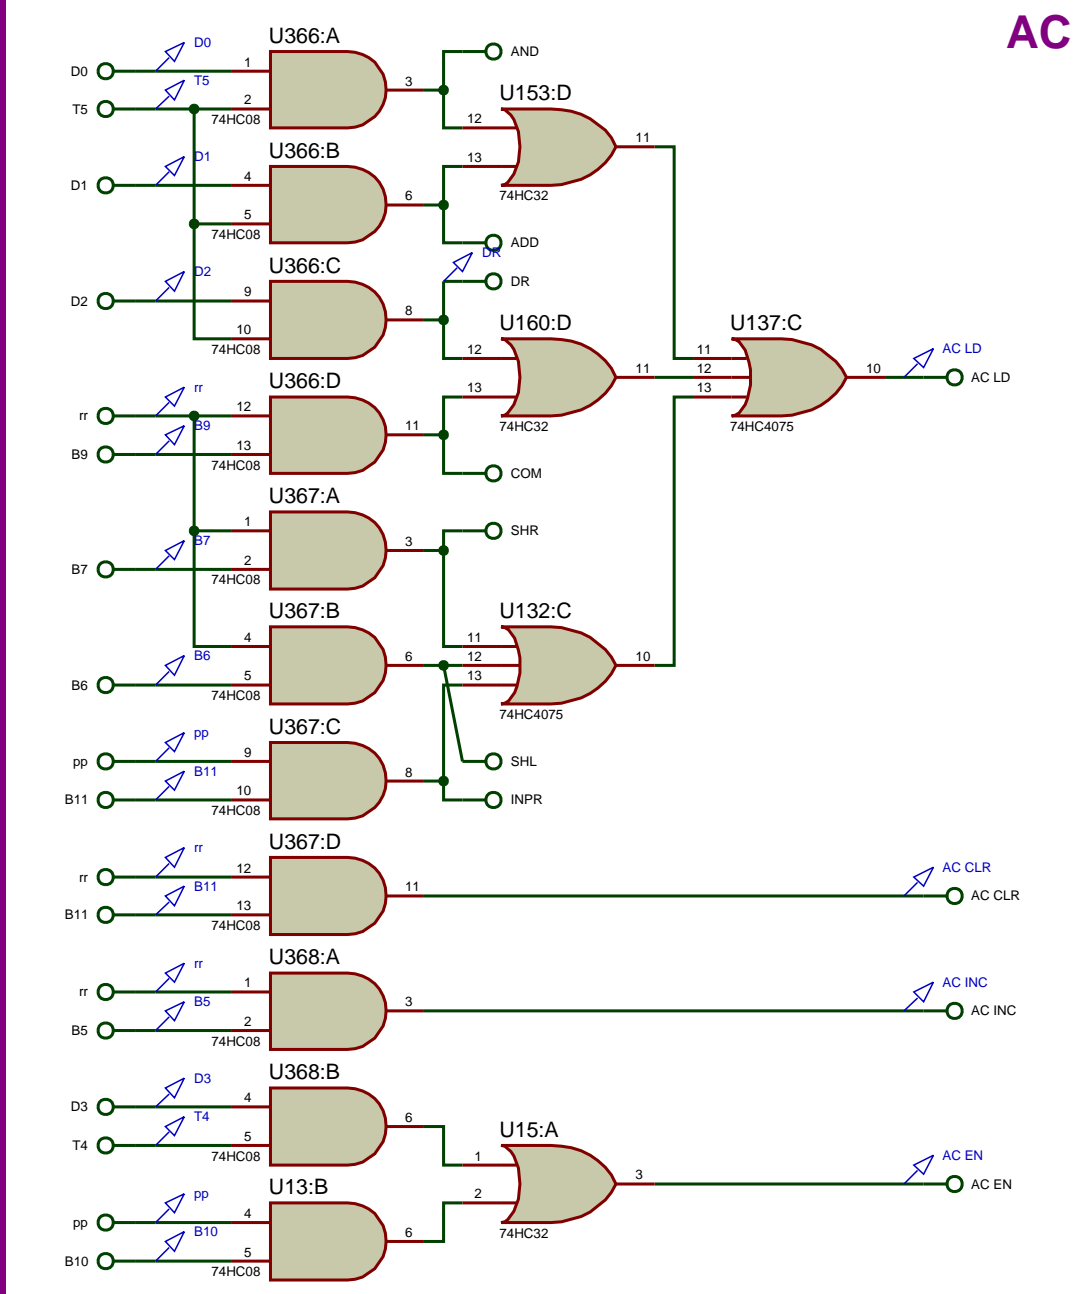 AC
U366:A
D0
D0
1
3
AND
T5
T5
2
74HC08
U153:D
12
11
13
74HC32
U366:B
D1
D1
4
6
5
74HC08
ADD
U366:C
DR
DR
D2
D2
9
8
10
74HC08
U160:D
12
11
13
74HC32
U137:C
11
12
13
10
74HC4075
AC LD
AC LD
U366:D
rr
rr
12
11
B9
B9
13
74HC08
COM
U367:A
1
3
SHR
B7
B7
2
74HC08
U367:B
4
6
B6
B6
5
74HC08
U132:C
11
12
13
10
74HC4075
U367:C
pp
pp
9
8
SHL
B11
B11
10
74HC08
INPR
U367:D
rr
rr
12
11
B11
B11
13
74HC08
AC CLR
AC CLR
U368:A
rr
rr
1
3
B5
B5
2
74HC08
AC INC
AC INC
U368:B
D3
D3
4
6
T4
T4
5
74HC08
U15:A
1
3
2
74HC32
AC EN
AC EN
U13:B
pp
pp
4
6
B10
B10
5
74HC08